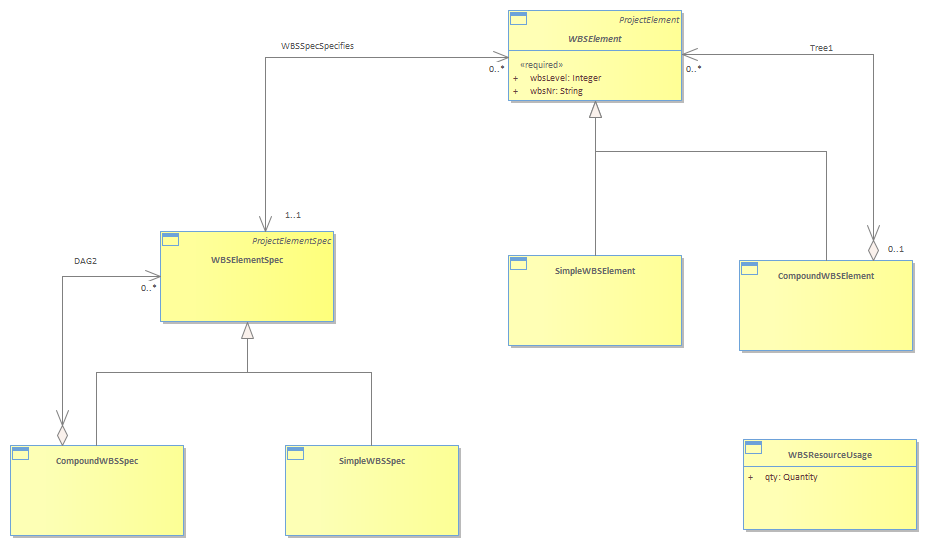 ProjectElement
WBSElement
«required»
+ wbsLevel: Integer
+ wbsNr: String
WBSSpecSpecifies
0..*
Tree1
0..*
1..1
ProjectElementSpec
WBSElementSpec
DAG2
0..*
0..1
SimpleWBSElement
CompoundWBSElement
CompoundWBSSpec
SimpleWBSSpec
WBSResourceUsage
+ qty: Quantity